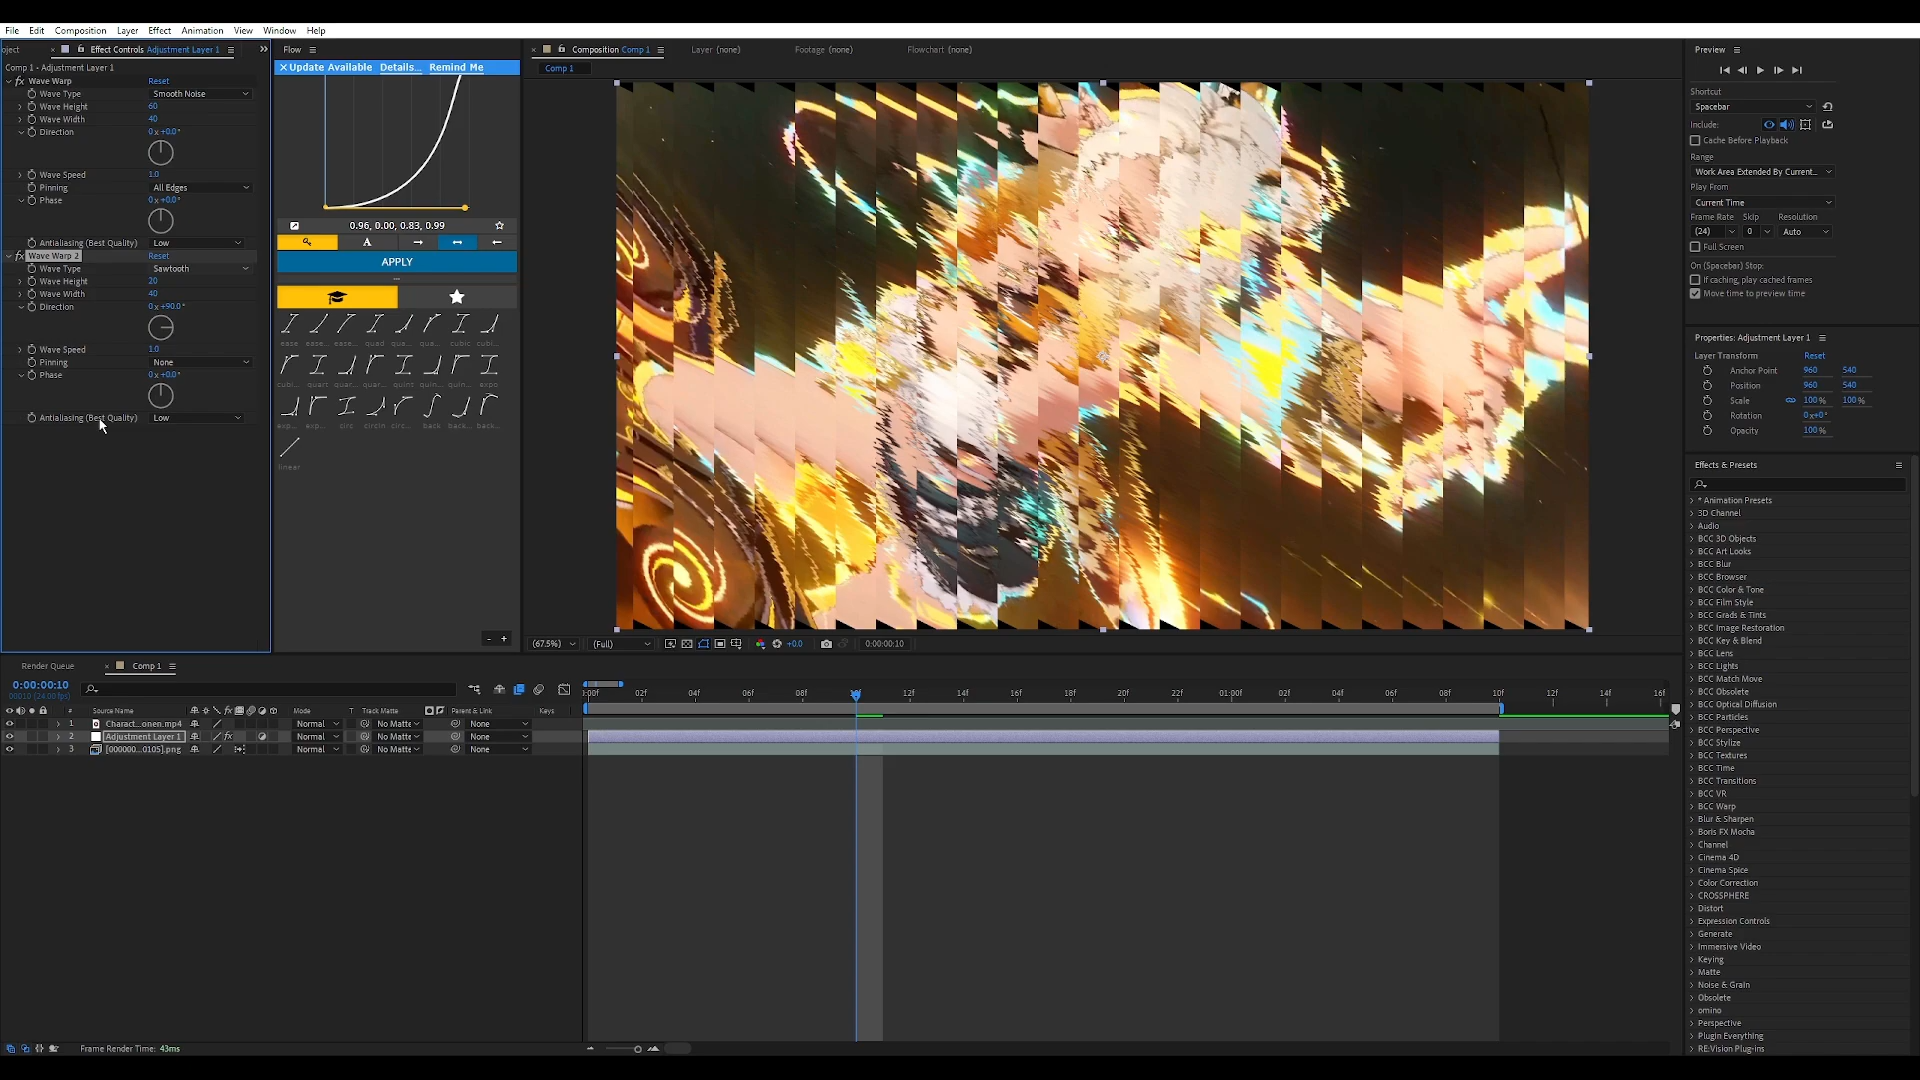 File Edit Composition Layer Effect Animation View Window Help
oject × Effect Controls Adjustment Layer 1
Comp 1 - Adjustment Layer 1
fx Wave Warp Reset
Wave Type Smooth Noise
Wave Height 60
Wave Width 40
Direction 0x+0.0°
Wave Speed 1.0
Pinning All Edges
Phase 0x+0.0°
Antialiasing (Best Quality) Low
fx Wave Warp 2 Reset
Wave Type Sawtooth
Wave Height 20
Wave Width 40
Direction 0x+90.0°
Wave Speed 1.0
Pinning None
Phase 0x+0.0°
Antialiasing (Best Quality) Low
Flow
×Update Available Details... Remind Me
0.96, 0.00, 0.83, 0.99
A
APPLY
ease ease... ease... ease... quad qua... qua... cubic cubi...
cubi... quart quar... quar... quint quin... quin... expo
exp... exp... circ circin circ... back back... back...
linear
- +
× Composition Comp 1 Layer (none) Footage (none) Flowchart (none)
Comp 1
(67.5%) (Full) +0.0 0:00:00:10
Preview
Shortcut
Spacebar
Include:
Cache Before Playback
Range
Work Area Extended By Current...
Play From
Current Time
Frame Rate Skip Resolution
(24) 0 Auto
Full Screen
On (Spacebar) Stop:
If caching, play cached frames
Move time to preview time
Properties: Adjustment Layer 1
Layer Transform Reset
Anchor Point 960 540
Position 960 540
Scale 100% 100%
Rotation 0x+0°
Opacity 100%
Effects & Presets
* Animation Presets
3D Channel
Audio
BCC 3D Objects
BCC Art Looks
BCC Blur
BCC Browser
BCC Color & Tone
BCC Film Style
BCC Grads & Tints
BCC Image Restoration
BCC Key & Blend
BCC Lens
BCC Lights
BCC Match Move
BCC Obsolete
BCC Optical Diffusion
BCC Particles
BCC Perspective
BCC Stylize
BCC Textures
BCC Time
BCC Transitions
BCC VR
BCC Warp
Blur & Sharpen
Boris FX Mocha
Channel
Cinema 4D
Cinema Spice
Color Correction
CROSSPHERE
Distort
Expression Controls
Generate
Immersive Video
Keying
Matte
Noise & Grain
Obsolete
omino
Perspective
Plugin Everything
RE:Vision Plug-ins
Render Queue × Comp 1
0:00:00:10
00010 (24.00 fps)
# Source Name fx Mode T Track Matte Parent & Link Keys
1 Charact...onen.mp4 Normal No Matte None
2 Adjustment Layer 1 fx Normal No Matte None
3 [000000...0105].png Normal No Matte None
02f 04f 06f 08f 12f 14f 16f 18f 20f 22f 01:00f 02f 04f 06f 08f 10f 12f 14f 16f
Frame Render Time: 43ms